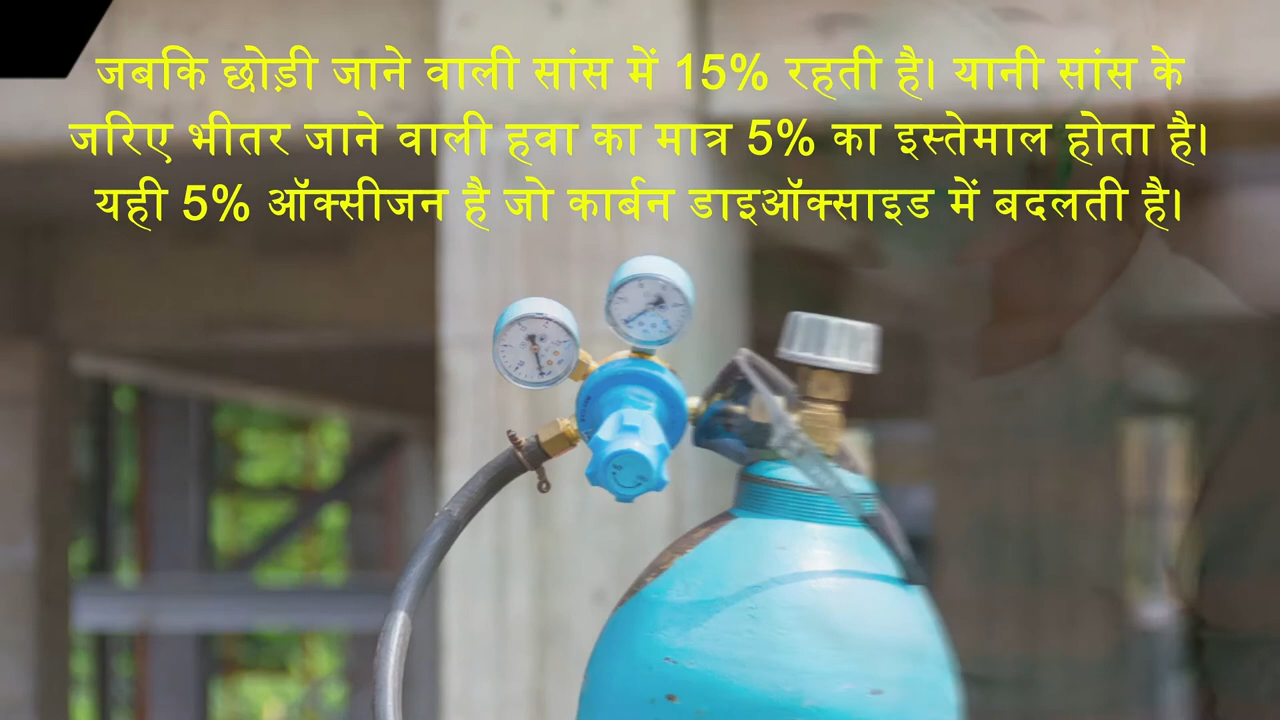 जबकि छोड़ी जाने वाली सांस में 15% रहती है। यानी सांस के
जरिए भीतर जाने वाली हवा का मात्र 5% का इस्तेमाल होता है।
यही 5% ऑक्सीजन है जो कार्बन डाइऑक्साइड में बदलती है।